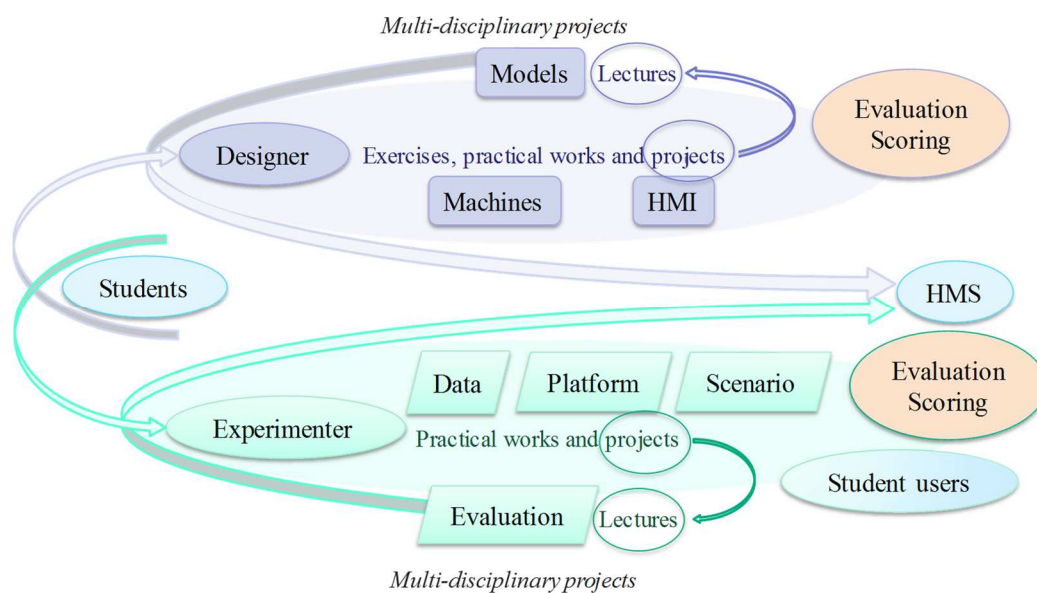 Multi-disciplinary projects
Models
Lectures
Evaluation
Scoring
Designer
Exercises, practical works and projects
Machines
HMI
Students
HMS
Data
Platform
Scenario
Evaluation
Scoring
Experimenter
Practical works and projects
Student users
Evaluation
Lectures
Multi-disciplinary projects